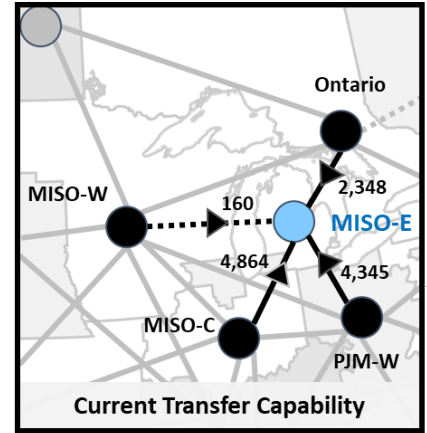 Ontario
2,348
MISO-W
160
MISO-E
4,864
4,345
MISO-C
PJM-W
Current Transfer Capability